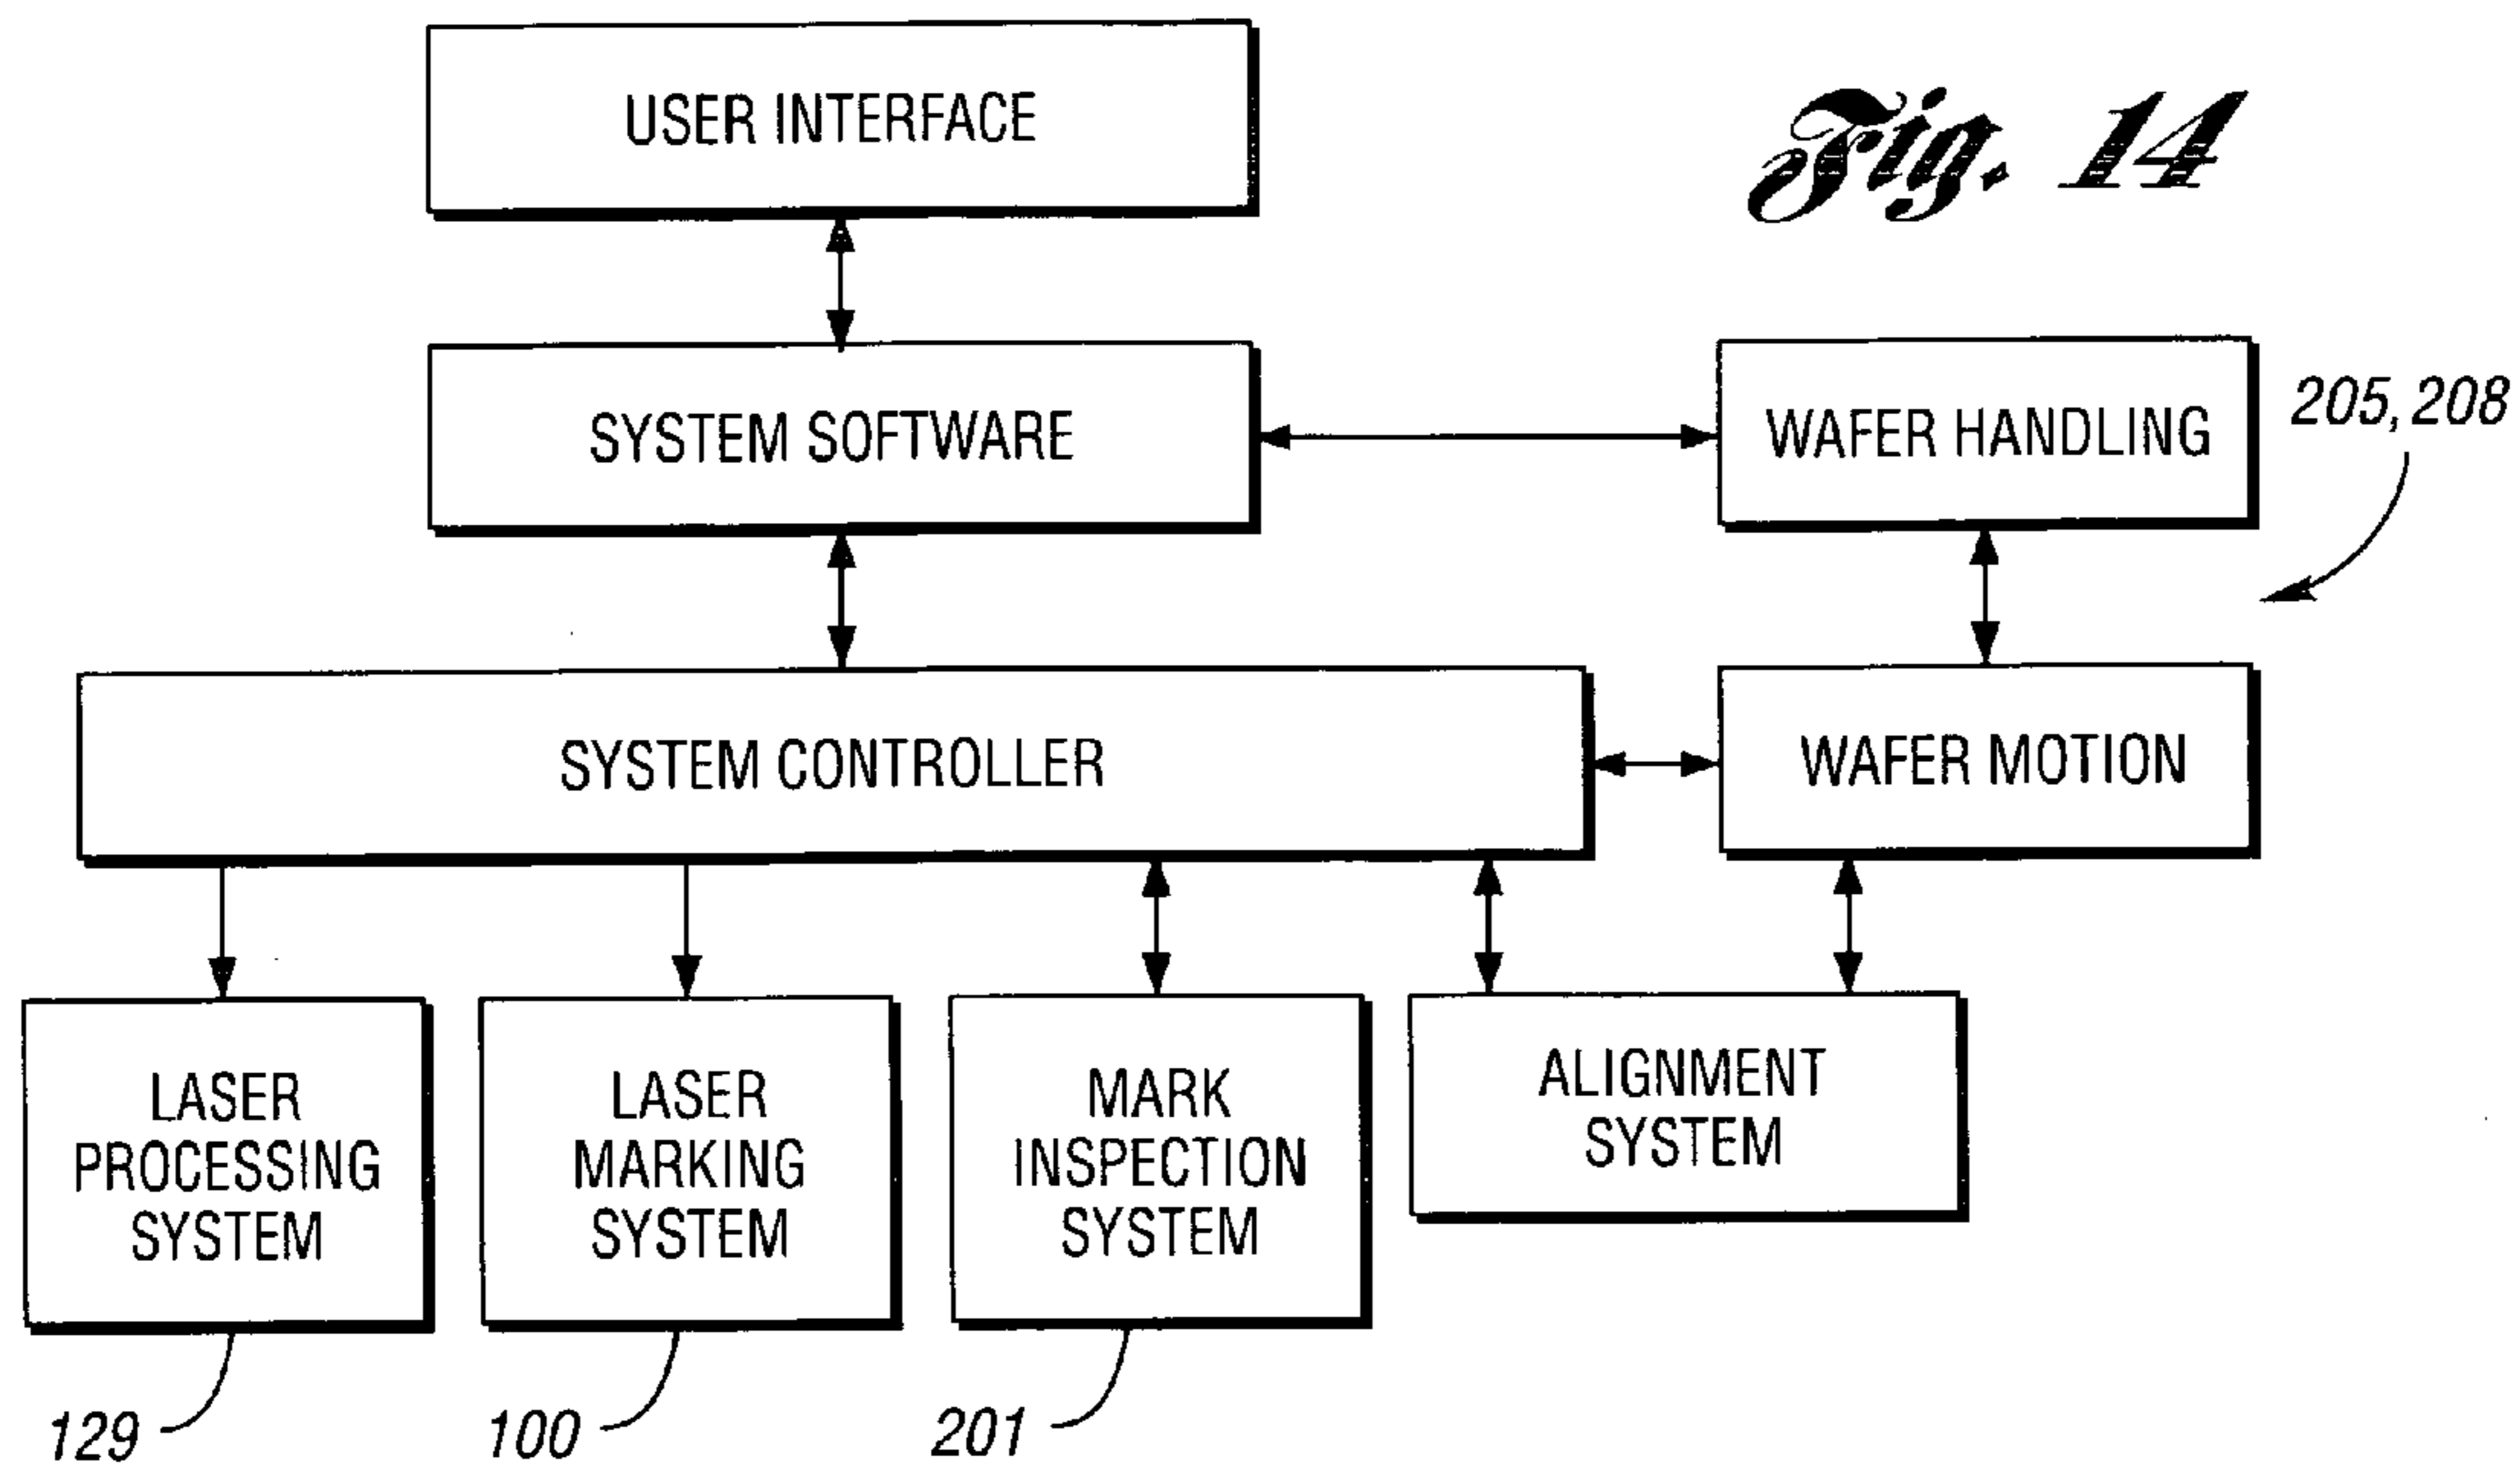 USER INTERFACE
Fig. 14
SYSTEM SOFTWARE
WAFER HANDLING
205, 208
SYSTEM CONTROLLER
WAFER MOTION
LASER
PROCESSING
SYSTEM
LASER
MARKING
SYSTEM
MARK
INSPECTION
SYSTEM
ALIGNMENT
SYSTEM
129
100
201